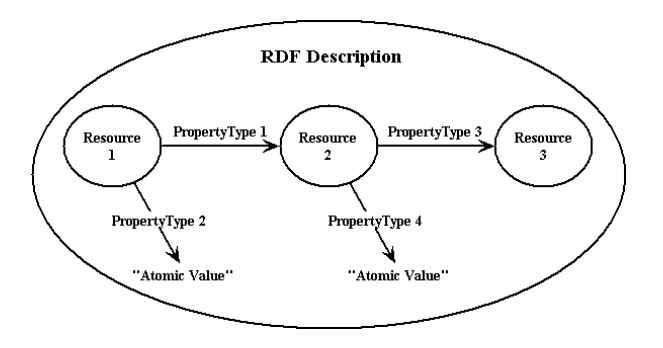 RDF Description
Resource
1
PropertyType 1
Resource
2
PropertyType 3
Resource
3
PropertyType 2
PropertyType 4
"Atomic Value"
"Atomic Value"